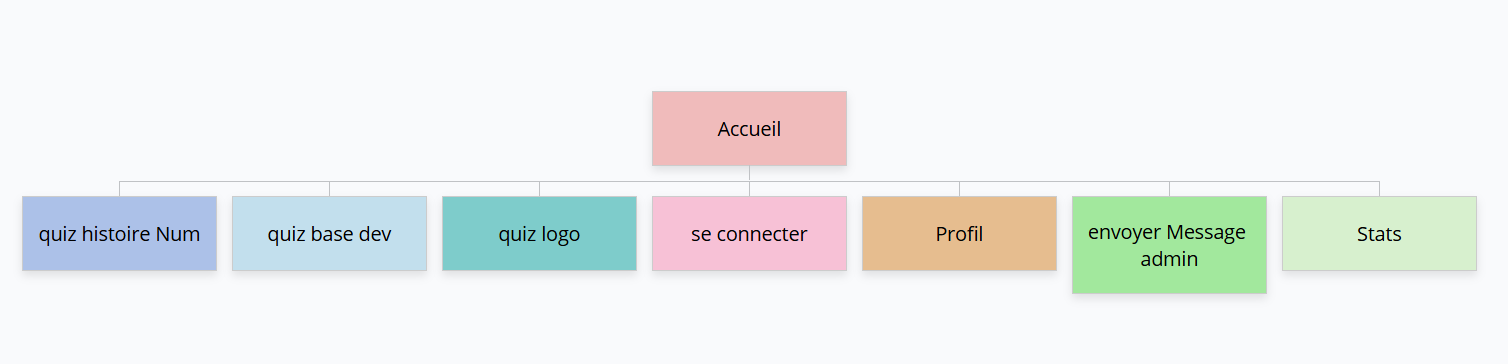 Accueil
quiz histoire Num
quiz base dev
quiz logo
se connecter
Profil
envoyer Message
admin
Stats